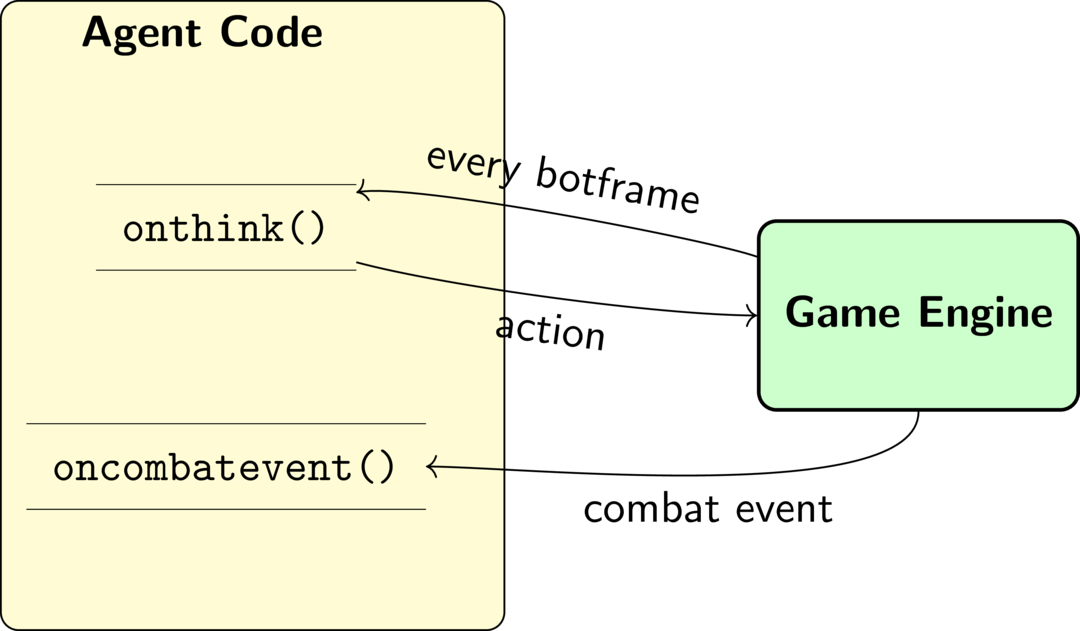 Agent Code
every botframe
onthink()
Game Engine
action
oncombatevent()
combat event